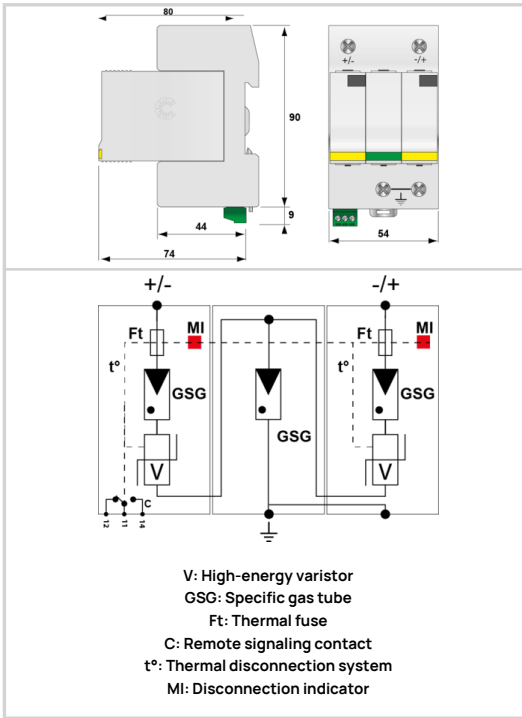 80
+/-
-/+
90
44
9
74
54
+/-
-/+
Ft
MI
Ft
MI
t°
t°
GSG
GSG
GSG
V
V
C
12
11
14
V: High-energy varistor
GSG: Specific gas tube
Ft: Thermal fuse
C: Remote signaling contact
t°: Thermal disconnection system
MI: Disconnection indicator